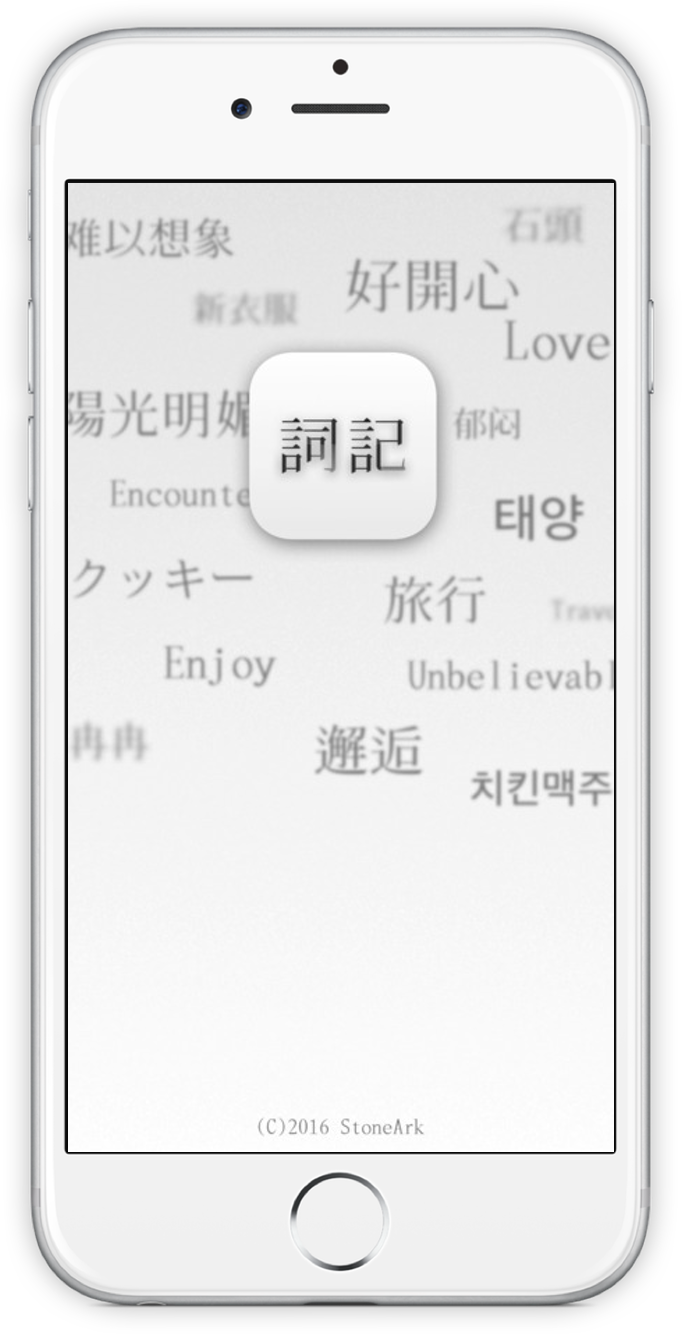 难以想象
石頭
好開心
新衣服
Love
陽光明媚
詞記
郁闷
Encounte
태양
クッキー
旅行
Trave
Enjoy
Unbelievabl
冉冉
邂逅
치킨맥주
(C)2016 StoneArk